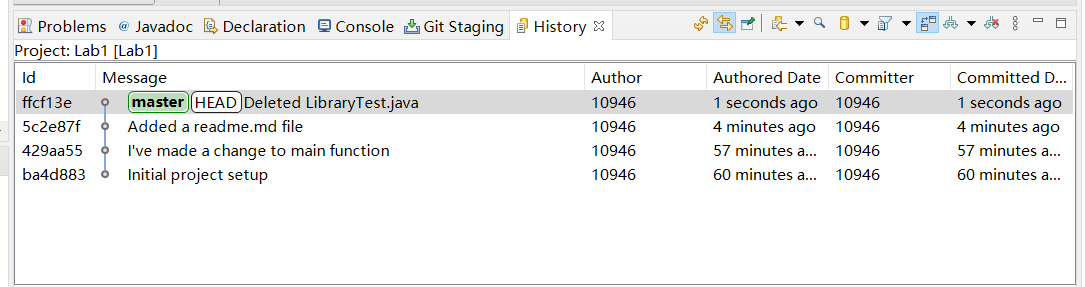 Problems @ Javadoc Declaration Console Git Staging History
Project: Lab1 [Lab1]
Id Message Author Authored Date Committer Committed D...
ffcf13e master HEAD Deleted LibraryTest.java 10946 1 seconds ago 10946 1 seconds ago
5c2e87f Added a readme.md file 10946 4 minutes ago 10946 4 minutes ago
429aa55 I've made a change to main function 10946 57 minutes a... 10946 57 minutes a...
ba4d883 Initial project setup 10946 60 minutes a... 10946 60 minutes a...